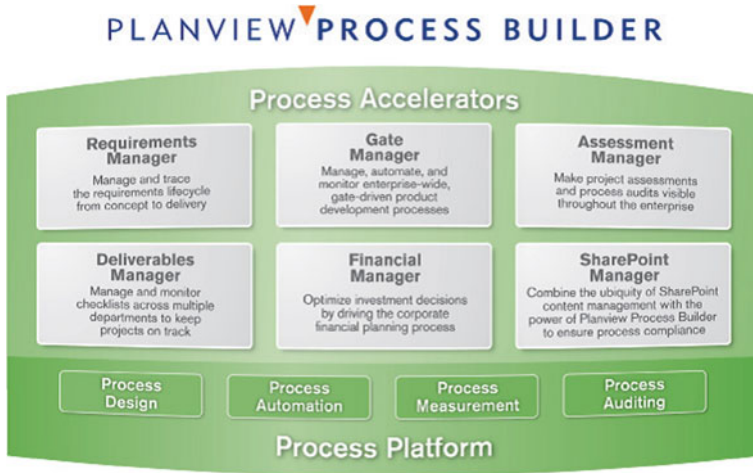 PLANVIEW PROCESS BUILDER
Process Accelerators
Requirements
Manager
Manage and trace
the requirements lifecycle
from concept to delivery
Gate
Manager
Manage, automate, and
monitor enterprise-wide,
gate-driven product
development processes
Assessment
Manager
Make project assessments
and process audits visible
throughout the enterprise
Deliverables
Manager
Manage and monitor
checklists across multiple
departments to keep
projects on track
Financial
Manager
Optimize investment decisions
by driving the corporate
financial planning process
SharePoint
Manager
Combine the ubiquity of SharePoint
content management with the
power of Planview Process Builder
to ensure process compliance
Process
Design
Process
Automation
Process
Measurement
Process
Auditing
Process Platform